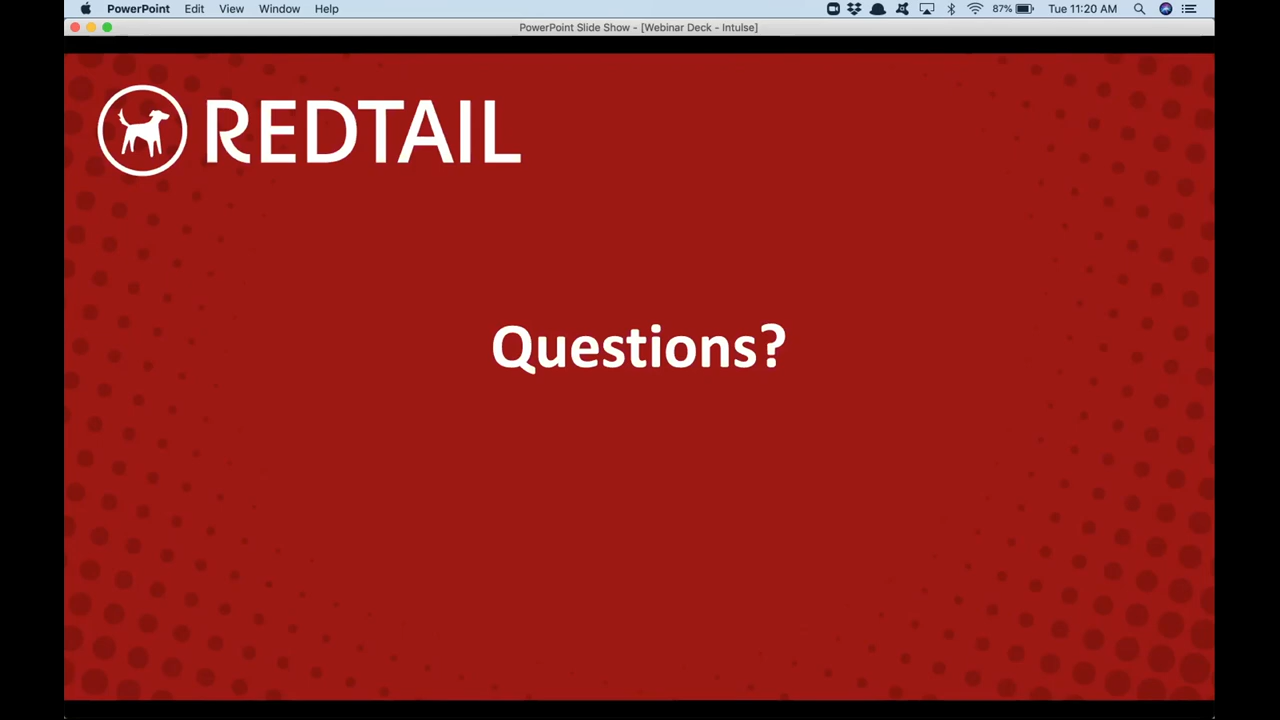 PowerPoint Edit View Window Help 87% Tue 11:20 AM
PowerPoint Slide Show - [Webinar Deck - Intulse]
REDTAIL
Questions?